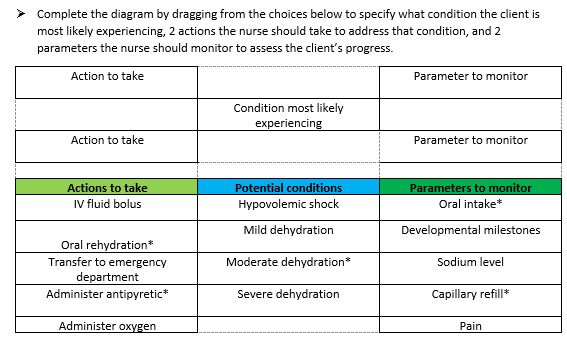 ➤ Complete the diagram by dragging from the choices below to specify what condition the client is
most likely experiencing, 2 actions the nurse should take to address that condition, and 2
parameters the nurse should monitor to assess the client’s progress.
Action to take Parameter to monitor
Condition most likely
experiencing
Action to take Parameter to monitor
Actions to take Potential conditions Parameters to monitor
IV fluid bolus Hypovolemic shock Oral intake*
Mild dehydration Developmental milestones
Oral rehydration*
Transfer to emergency
department Moderate dehydration* Sodium level
Administer antipyretic* Severe dehydration Capillary refill*
Administer oxygen Pain